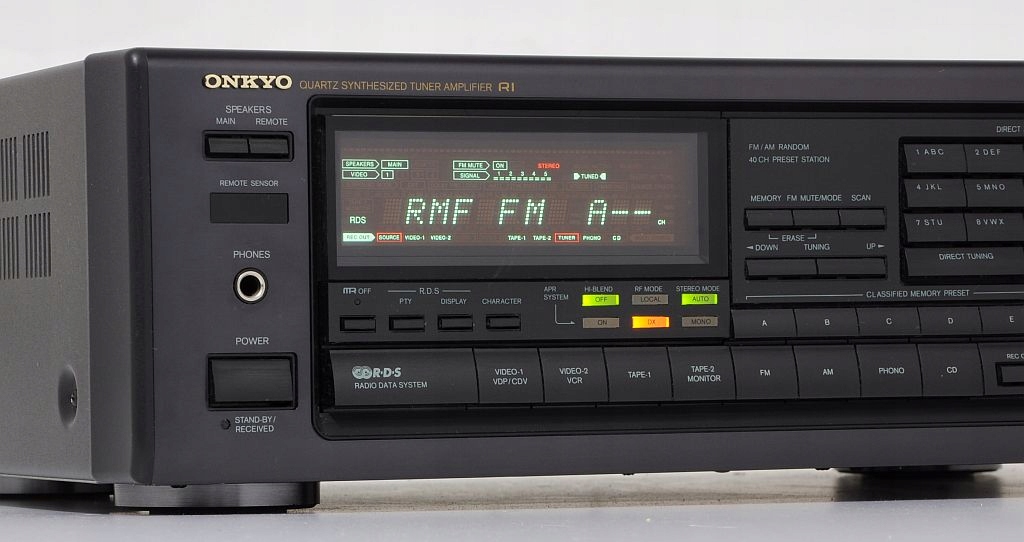 ONKYO QUARTZ SYNTHESIZED TUNER AMPLIFIER RI
SPEAKERS
MAIN REMOTE
REMOTE SENSOR
PHONES
POWER
STAND-BY/
RECEIVED
SPEAKERS MAIN FM MUTE ON STEREO
VIDEO 1 SIGNAL 1 2 3 4 5 TUNED
RDS RMF FM A-- CH
REC OUT SOURCE VIDEO-1 VIDEO-2 TAPE-1 TAPE-2 TUNER PHONO CD
OFF R.D.S
PTY DISPLAY CHARACTER
APR
SYSTEM
HI-BLEND RF MODE STEREO MODE
OFF LOCAL AUTO
ON DX MONO
R·D·S
RADIO DATA SYSTEM
VIDEO-1
VDP/CDV
VIDEO-2
VCR
TAPE-1
TAPE-2
MONITOR
FM AM PHONO CD
REC O
FM/AM RANDOM
40 CH PRESET STATION
MEMORY FM MUTE/MODE SCAN
ERASE
DOWN TUNING UP
DIRECT
1 ABC 2 DEF
4 JKL 5 MNO
7 STU 8 VWX
DIRECT TUNING
CLASSIFIED MEMORY PRESET
A B C D E